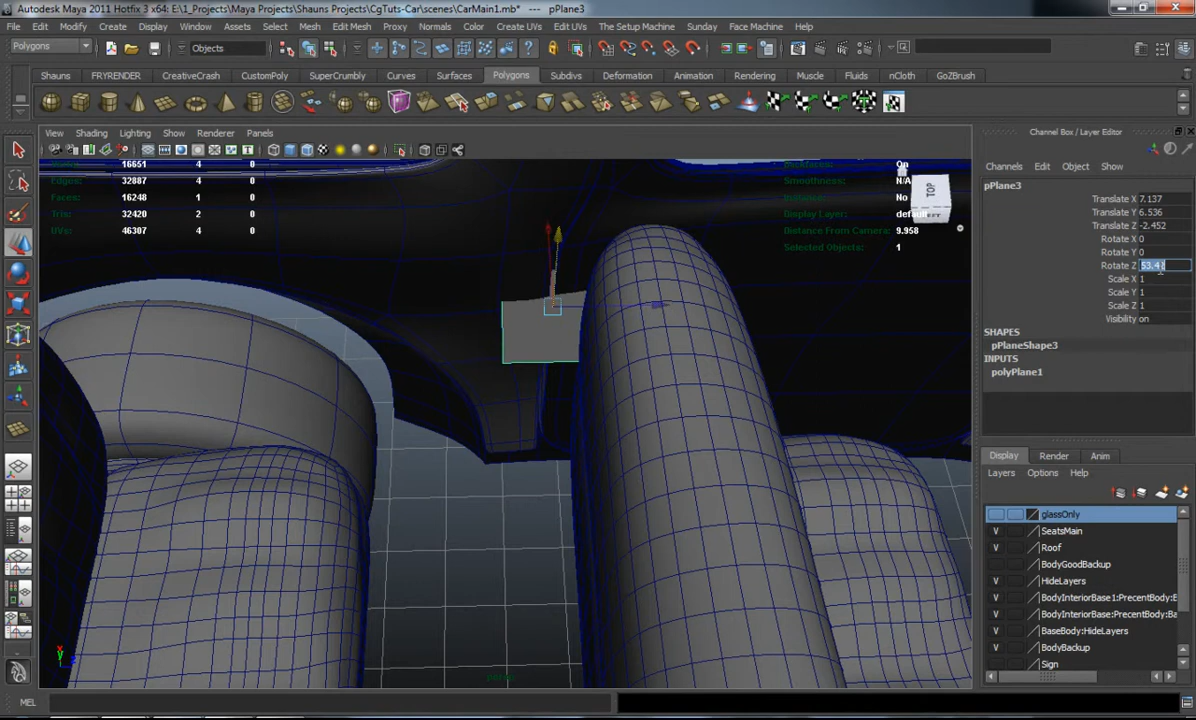 Autodesk Maya 2011 Hotfix 3 x64: E:\1_Projects\Maya Projects\Shauns Projects\CgTuts-Car\scenes\CarMain1.mb* --- pPlane3
File Edit Modify Create Display Window Assets Select Mesh Edit Mesh Proxy Normals Color Create UVs Edit UVs The Setup Machine Sunday Face Machine Help
Polygons Objects
Shauns FRYRENDER CreativeCrash CustomPoly SuperCrumbly Curves Surfaces Polygons Subdivs Deformation Animation Rendering Muscle Fluids nCloth GoZBrush
View Shading Lighting Show Renderer Panels
16651 4 0
Edges: 32887 4 0
Faces: 16248 1 0
Tris: 32420 2 0
UVs: 46307 4 0
On
Smoothness: N/A
No
Display Layer:
Distance From Camera: 9.958
Selected Objects: 1
TOP
persp
Channel Box / Layer Editor
Channels Edit Object Show
pPlane3
Translate X 7.137
Translate Y 6.536
Translate Z -2.452
Rotate X 0
Rotate Y 0
Rotate Z
Scale X 1
Scale Y 1
Scale Z 1
Visibility on
SHAPES
pPlaneShape3
INPUTS
polyPlane1
Display Render Anim
Layers Options Help
glassOnly
V SeatsMain
V Roof
BodyGoodBackup
V HideLayers
V BodyInteriorBase1:PrecentBody:E
V BodyInteriorBase:PrecentBody:Ba
V BaseBody:HideLayers
V BodyBackup
Sign
MEL